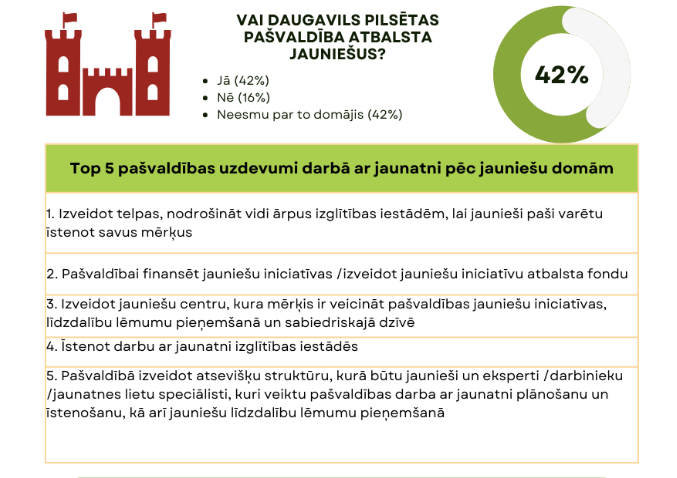 VAI DAUGAVILS PILSĒTAS
PAŠVALDĪBA ATBALSTA
JAUNIEŠUS?
Jā (42%)
Nē (16%)
Neesmu par to domājis (42%)
42%
Top 5 pašvaldības uzdevumi darbā ar jaunatni pēc jauniešu domām
1. Izveidot telpas, nodrošināt vidi ārpus izglītības iestādēm, lai jaunieši paši varētu
īstenot savus mērķus
2. Pašvaldībai finansēt jauniešu iniciatīvas /izveidot jauniešu iniciatīvu atbalsta fondu
3. Izveidot jauniešu centru, kura mērķis ir veicināt pašvaldības jauniešu iniciatīvas,
līdzdalību lēmumu pieņemšanā un sabiedriskajā dzīvē
4. Īstenot darbu ar jaunatni izglītības iestādēs
5. Pašvaldībā izveidot atsevišķu struktūru, kurā būtu jaunieši un eksperti /darbinieku
/jaunatnes lietu speciālisti, kuri veiktu pašvaldības darba ar jaunatni plānošanu un
īstenošanu, kā arī jauniešu līdzdalību lēmumu pieņemšanā